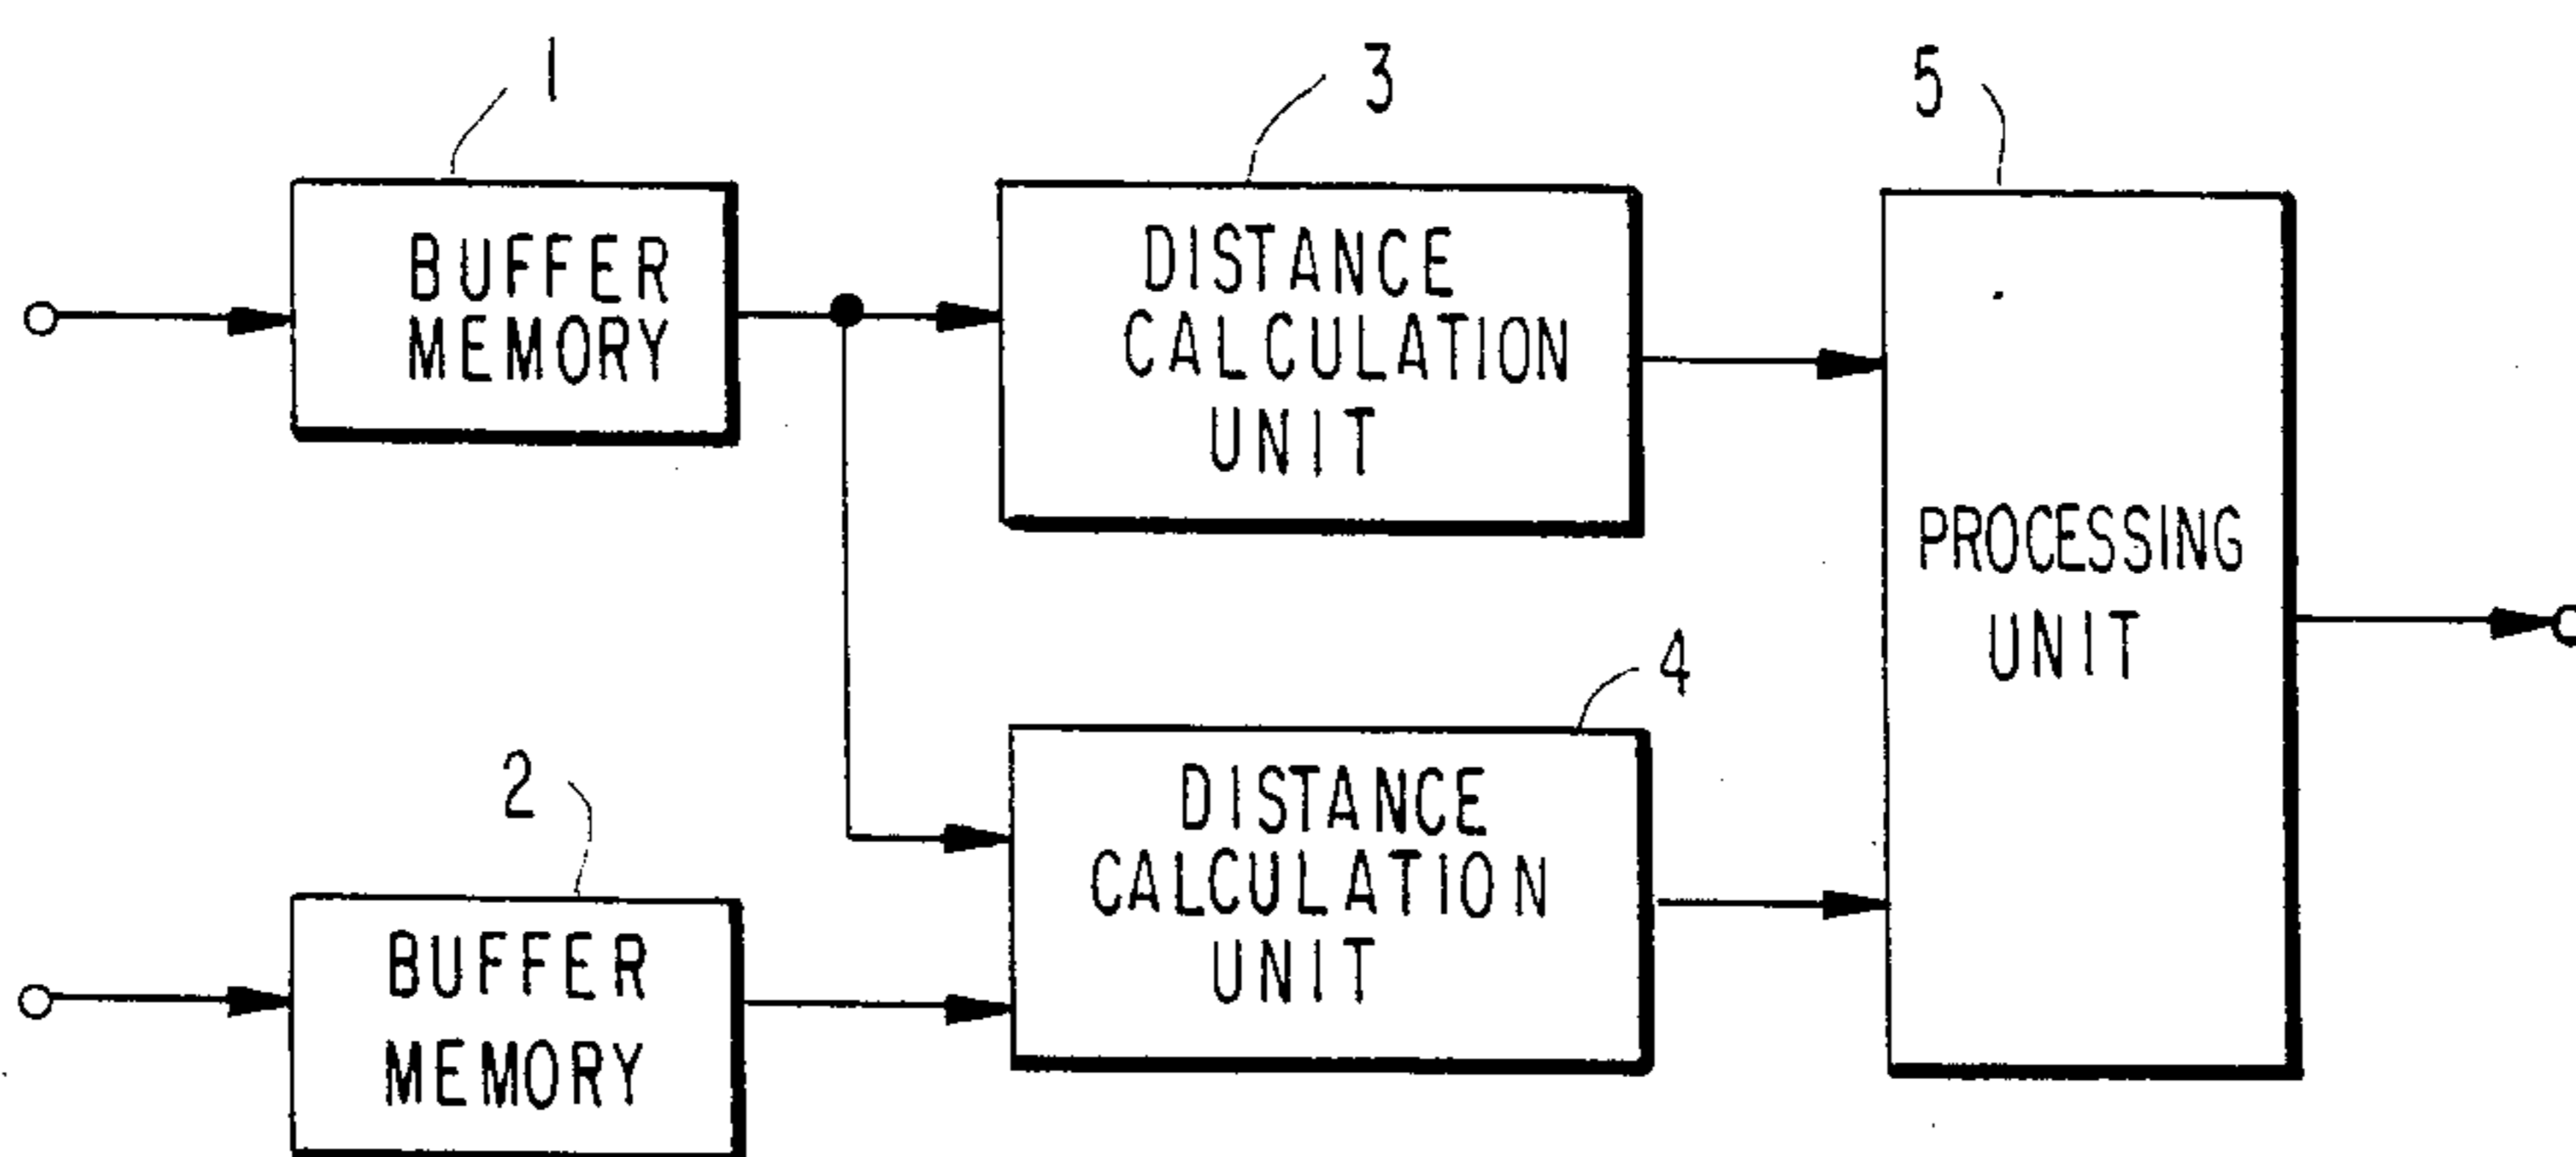 1
BUFFER
MEMORY
3
DISTANCE
CALCULATION
UNIT
5
PROCESSING
UNIT
2
BUFFER
MEMORY
4
DISTANCE
CALCULATION
UNIT